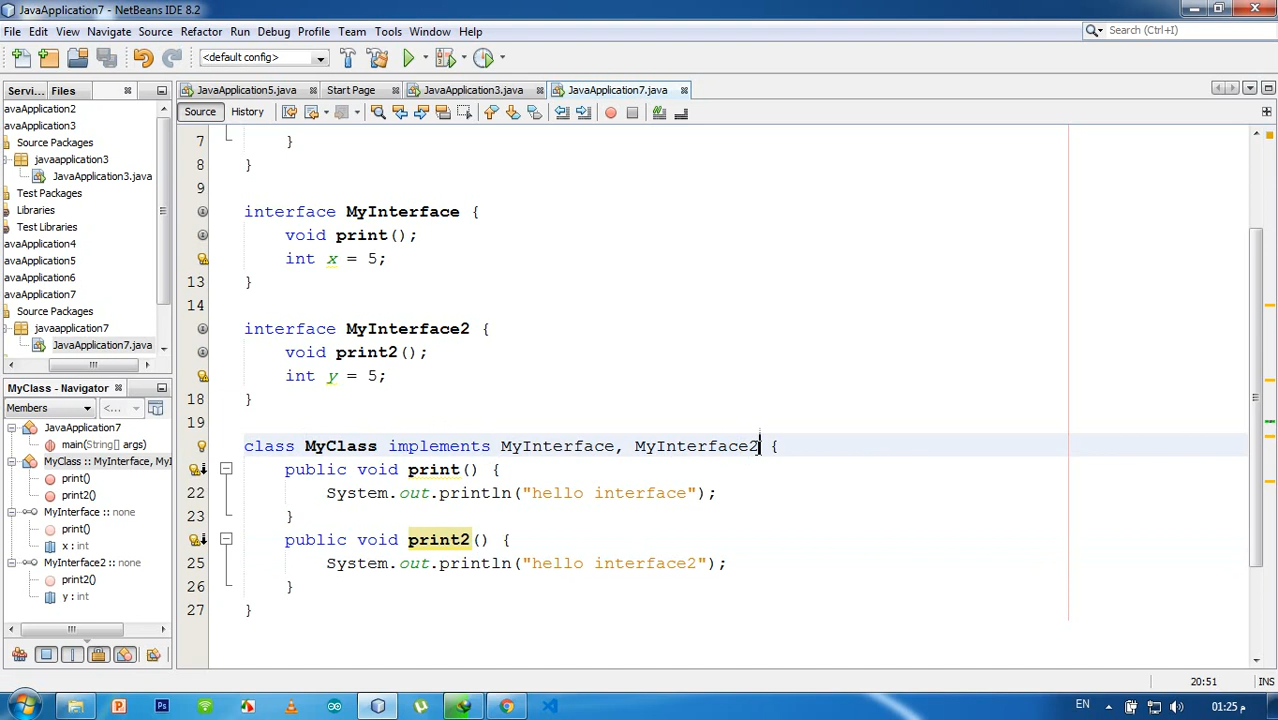 JavaApplication7 - NetBeans IDE 8.2
File Edit View Navigate Source Refactor Run Debug Profile Team Tools Window Help
Search (Ctrl+I)
<default config>
Servi... Files
JavaApplication5.java Start Page JavaApplication3.java JavaApplication7.java
Source History
avaApplication2
avaApplication3
Source Packages
javaapplication3
JavaApplication3.java
Test Packages
Libraries
Test Libraries
avaApplication4
avaApplication5
avaApplication6
avaApplication7
Source Packages
javaapplication7
JavaApplication7.java
MyClass - Navigator
Members <...
JavaApplication7
main(String[] args)
MyClass :: MyInterface, MyI
print()
print2()
MyInterface :: none
print()
x : int
MyInterface2 :: none
print2()
y : int
7 }
8 }
9
interface MyInterface {
void print();
int x = 5;
13 }
14
interface MyInterface2 {
void print2();
int y = 5;
18 }
19
class MyClass implements MyInterface, MyInterface2 {
public void print() {
22 System.out.println("hello interface");
23 }
public void print2() {
25 System.out.println("hello interface2");
26 }
27 }
20:51 INS
EN 01:25 م